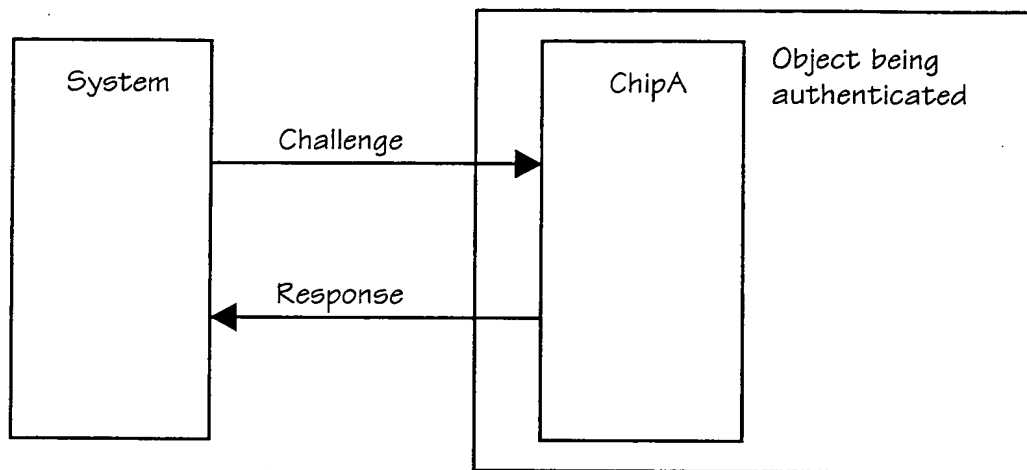 System
ChipA
Object being
authenticated
Challenge
Response